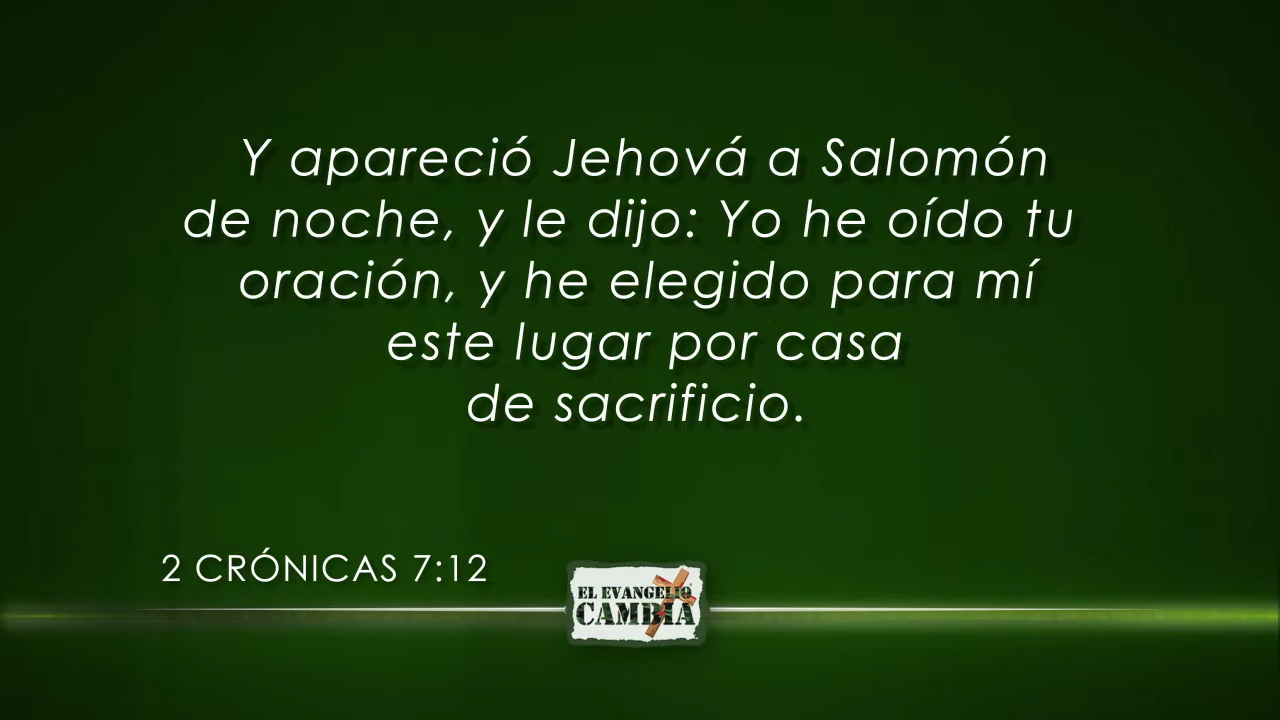 Y apareció Jehová a Salomón
de noche, y le dijo: Yo he oído tu
oración, y he elegido para mí
este lugar por casa
de sacrificio.
2 CRÓNICAS 7:12
EL EVANGELIO
CAMBIA